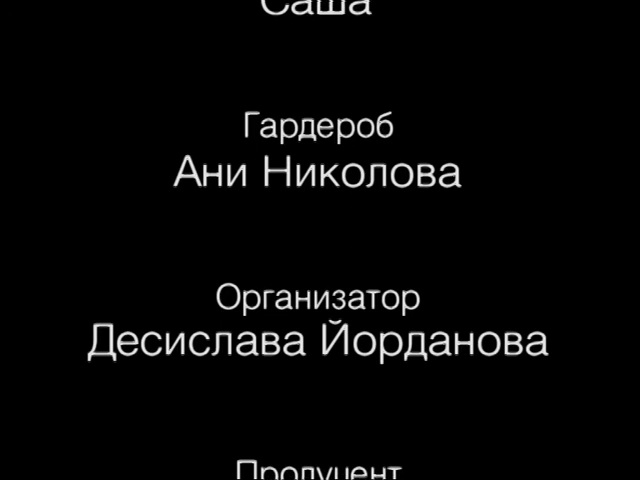 Саша
Гардероб
Ани Николова
Организатор
Десислава Йорданова
Продуцент